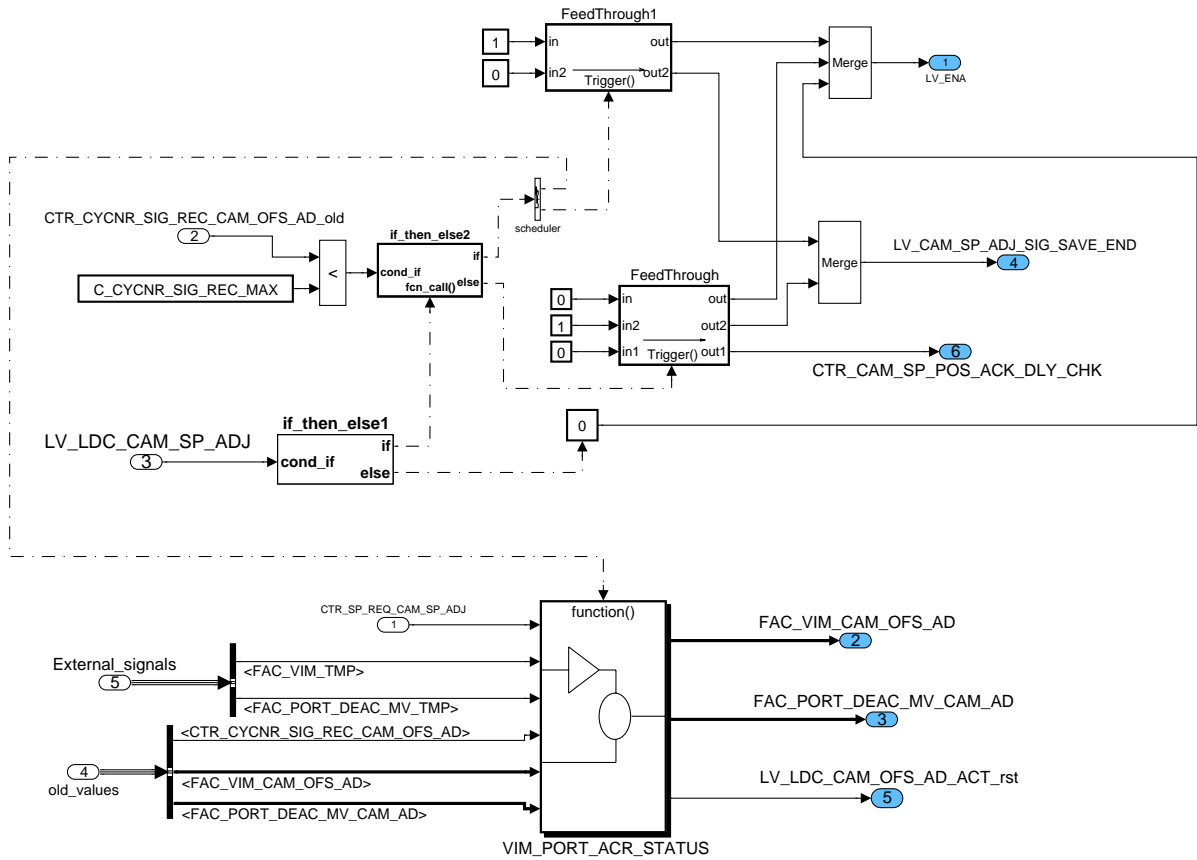 FeedThrough1
1
in
out
0
in2
out2
Trigger()
Merge
1
LV_ENA
scheduler
CTR_CYCNR_SIG_REC_CAM_OFS_AD_old
2
C_CYCNR_SIG_REC_MAX
<
if_then_else2
if
cond_if
else
fcn_call()
Merge
LV_CAM_SP_ADJ_SIG_SAVE_END
4
FeedThrough
0
in
out
1
in2
out2
0
in1
Trigger()
out1
6
CTR_CAM_SP_POS_ACK_DLY_CHK
0
LV_LDC_CAM_SP_ADJ
3
if_then_else1
if
cond_if
else
CTR_SP_REQ_CAM_SP_ADJ
1
function()
FAC_VIM_CAM_OFS_AD
2
External_signals
5
<FAC_VIM_TMP>
<FAC_PORT_DEAC_MV_TMP>
FAC_PORT_DEAC_MV_CAM_AD
3
<CTR_CYCNR_SIG_REC_CAM_OFS_AD>
4
old_values
<FAC_VIM_CAM_OFS_AD>
<FAC_PORT_DEAC_MV_CAM_AD>
LV_LDC_CAM_OFS_AD_ACT_rst
5
VIM_PORT_ACR_STATUS